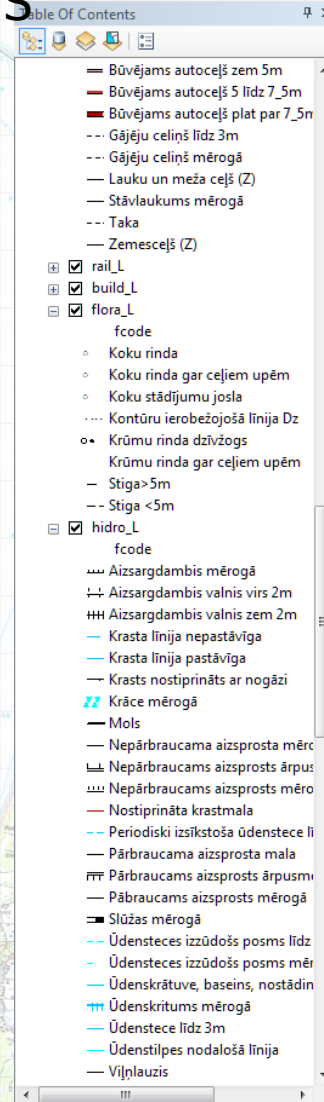 S
Table Of Contents
Būvējams autoceļš zem 5m
Būvējams autoceļš 5 līdz 7_5m
Būvējams autoceļš plat par 7_5m
Gājēju celiņš līdz 3m
Gājēju celiņš mērogā
Lauku un meža ceļš (Z)
Stāvlaukums mērogā
Taka
Zemesceļš (Z)
rail_L
build_L
flora_L
fcode
Koku rinda
Koku rinda gar ceļiem upēm
Koku stādījumu josla
Kontūru ierobežojošā līnija Dz
Krūmu rinda dzīvžogs
Krūmu rinda gar ceļiem upēm
Stiga>5m
Stiga <5m
hidro_L
fcode
Aizsargdambis mērogā
Aizsargdambis valnis virs 2m
Aizsargdambis valnis zem 2m
Krasta līnija nepastāvīga
Krasta līnija pastāvīga
Krasts nostiprināts ar nogāzi
Krāce mērogā
Mols
Nepārbraucama aizsprosta mēro
Nepārbraucams aizsprosts ārpus
Nepārbraucams aizsprosts mēro
Nostiprināta krastmala
Periodiski izsīkstoša ūdenstece lī
Pārbraucama aizsprosta mala
Pārbraucams aizsprosts ārpusm
Pābraucams aizsprosts mērogā
Slūžas mērogā
Ūdensteces izzūdošs posms līdz
Ūdensteces izzūdošs posms mēr
Ūdenskrātuve, baseins, nostādin
Ūdenskritums mērogā
Ūdenstece līdz 3m
Ūdenstilpes nodalošā līnija
Viļņlauzis